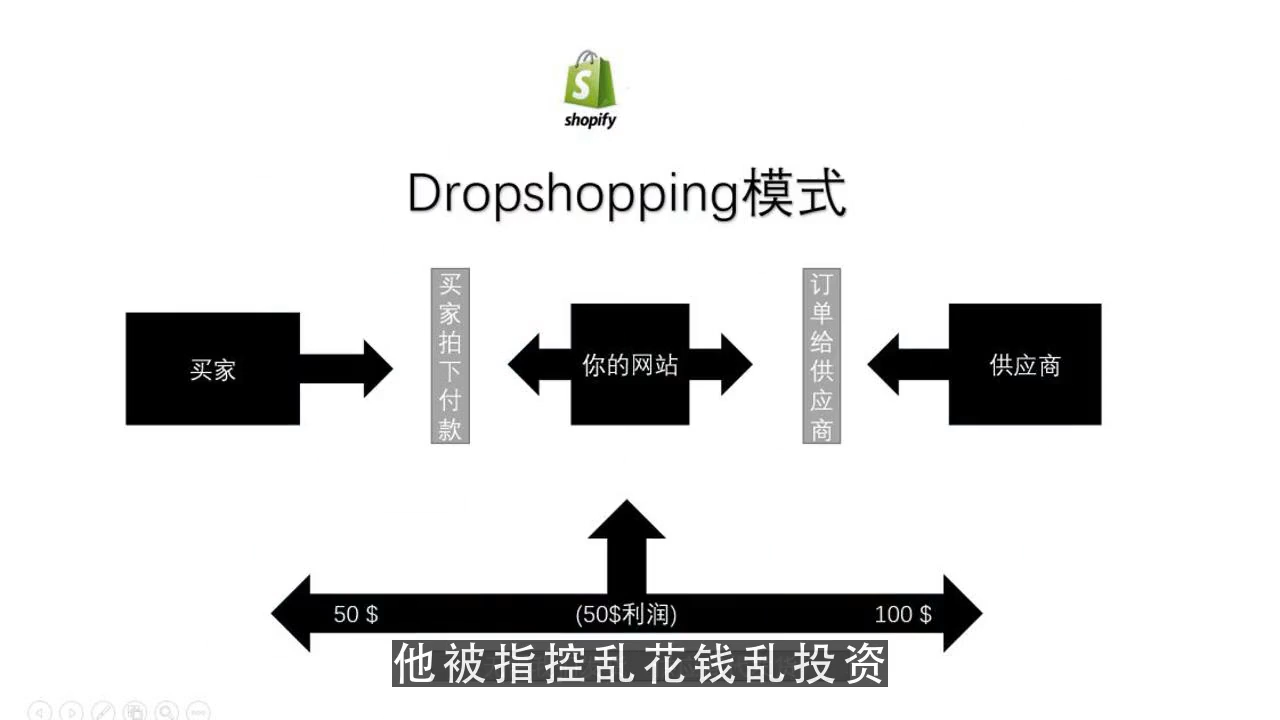 shopify
Dropshopping模式
买家
买家拍下付款
你的网站
订单给供应商
供应商
50 $
(50$利润)
100 $
他被指控乱花钱乱投资